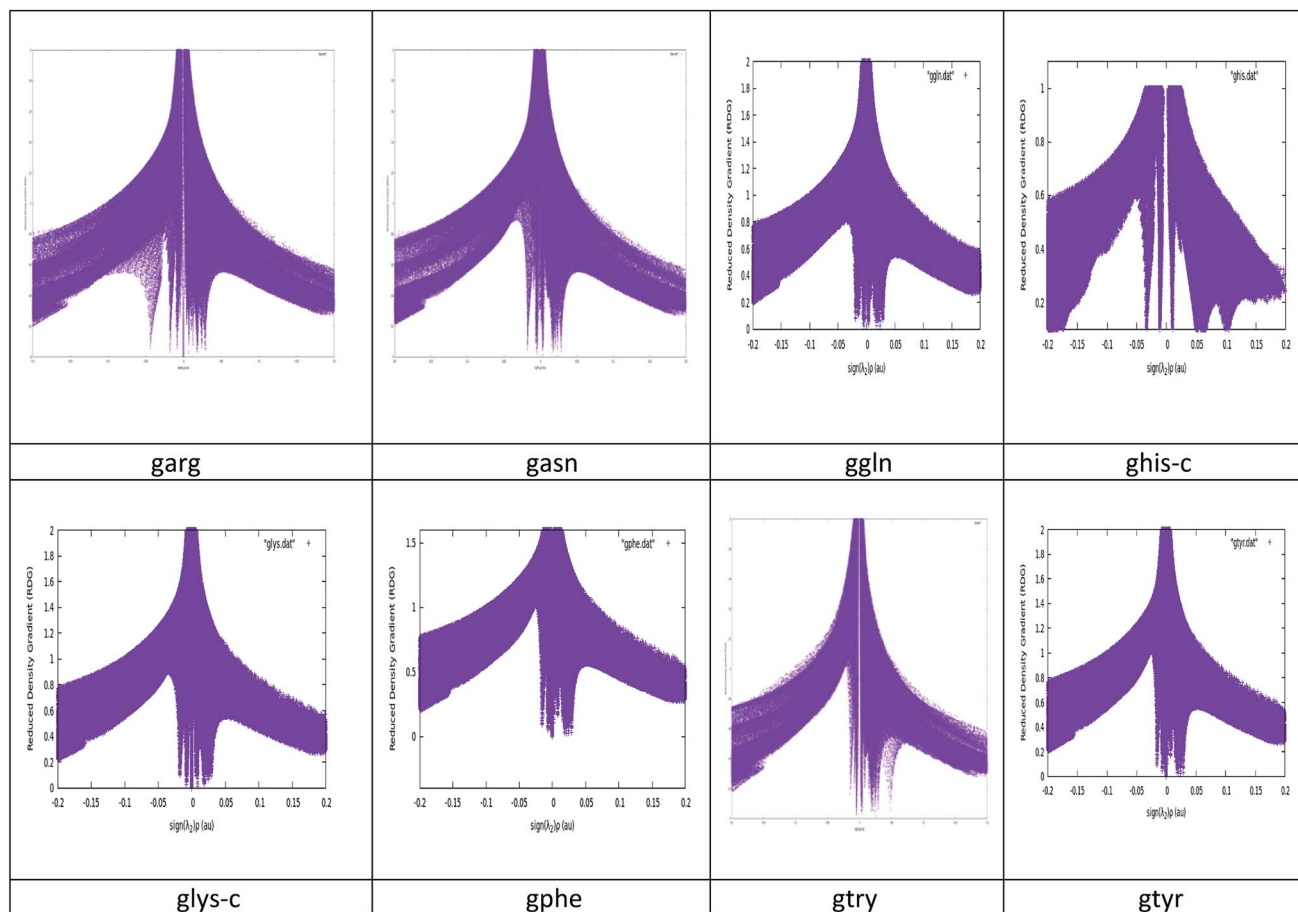 "ggln.dat" +
2
1.8
1.6
1.4
1.2
1
0.8
0.6
0.4
0.2
0
-0.2 -0.15 -0.1 -0.05 0 0.05 0.1 0.15 0.2
Reduced Density Gradient (RDG)
sign(λ₂)ρ (au)
"ghis.dat" +
1
0.8
0.6
0.4
0.2
-0.2 -0.15 -0.1 -0.05 0 0.05 0.1 0.15 0.2
Reduced Density Gradient (RDG)
sign(λ₂)ρ (au)
garg gasn ggln ghis-c
"glys.dat" +
2
1.8
1.6
1.4
1.2
1
0.8
0.6
0.4
0.2
0
-0.2 -0.15 -0.1 -0.05 0 0.05 0.1 0.15 0.2
Reduced Density Gradient (RDG)
sign(λ₂)ρ (au)
"gphe.dat" +
1.5
1
0.5
0
-0.2 -0.15 -0.1 -0.05 0 0.05 0.1 0.15 0.2
Reduced Density Gradient (RDG)
sign(λ₂)ρ (au)
"gtyr.dat" +
2
1.8
1.6
1.4
1.2
1
0.8
0.6
0.4
0.2
0
-0.2 -0.15 -0.1 -0.05 0 0.05 0.1 0.15 0.2
Reduced Density Gradient (RDG)
sign(λ₂)ρ (au)
glys-c gphe gtry gtyr